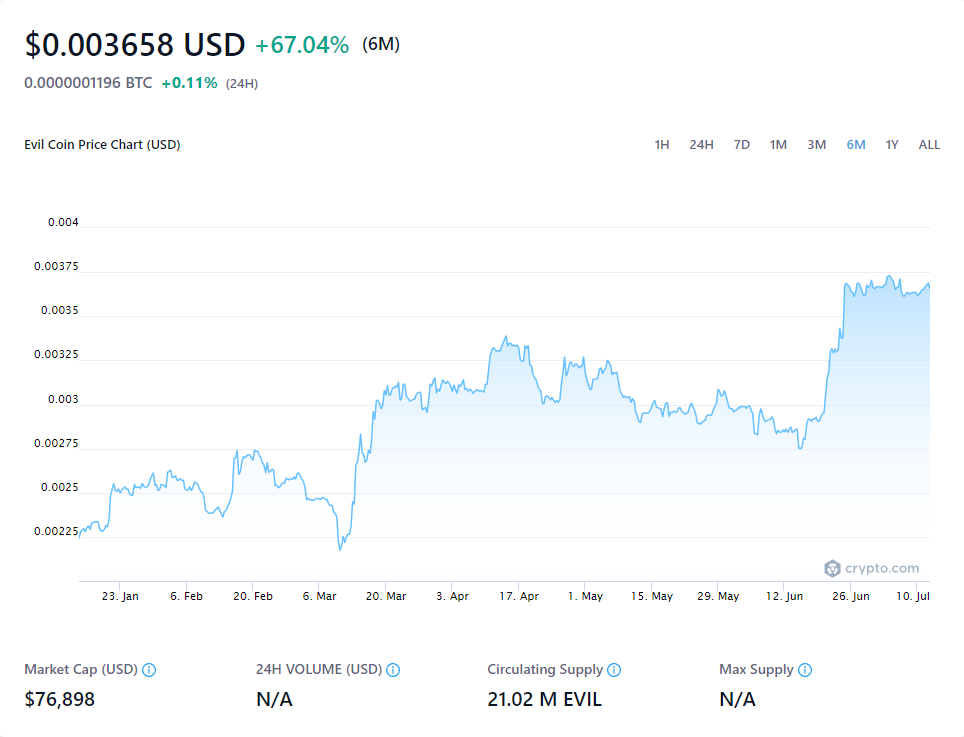 $0.003658 USD +67.04% (6M)
0.0000001196 BTC +0.11% (24H)
Evil Coin Price Chart (USD) 1H 24H 7D 1M 3M 6M 1Y ALL
0.004
0.00375
0.0035
0.00325
0.003
0.00275
0.0025
0.00225
crypto.com
23. Jan 6. Feb 20. Feb 6. Mar 20. Mar 3. Apr 17. Apr 1. May 15. May 29. May 12. Jun 26. Jun 10. Jul
Market Cap (USD) 24H VOLUME (USD) Circulating Supply Max Supply
$76,898 N/A 21.02 M EVIL N/A